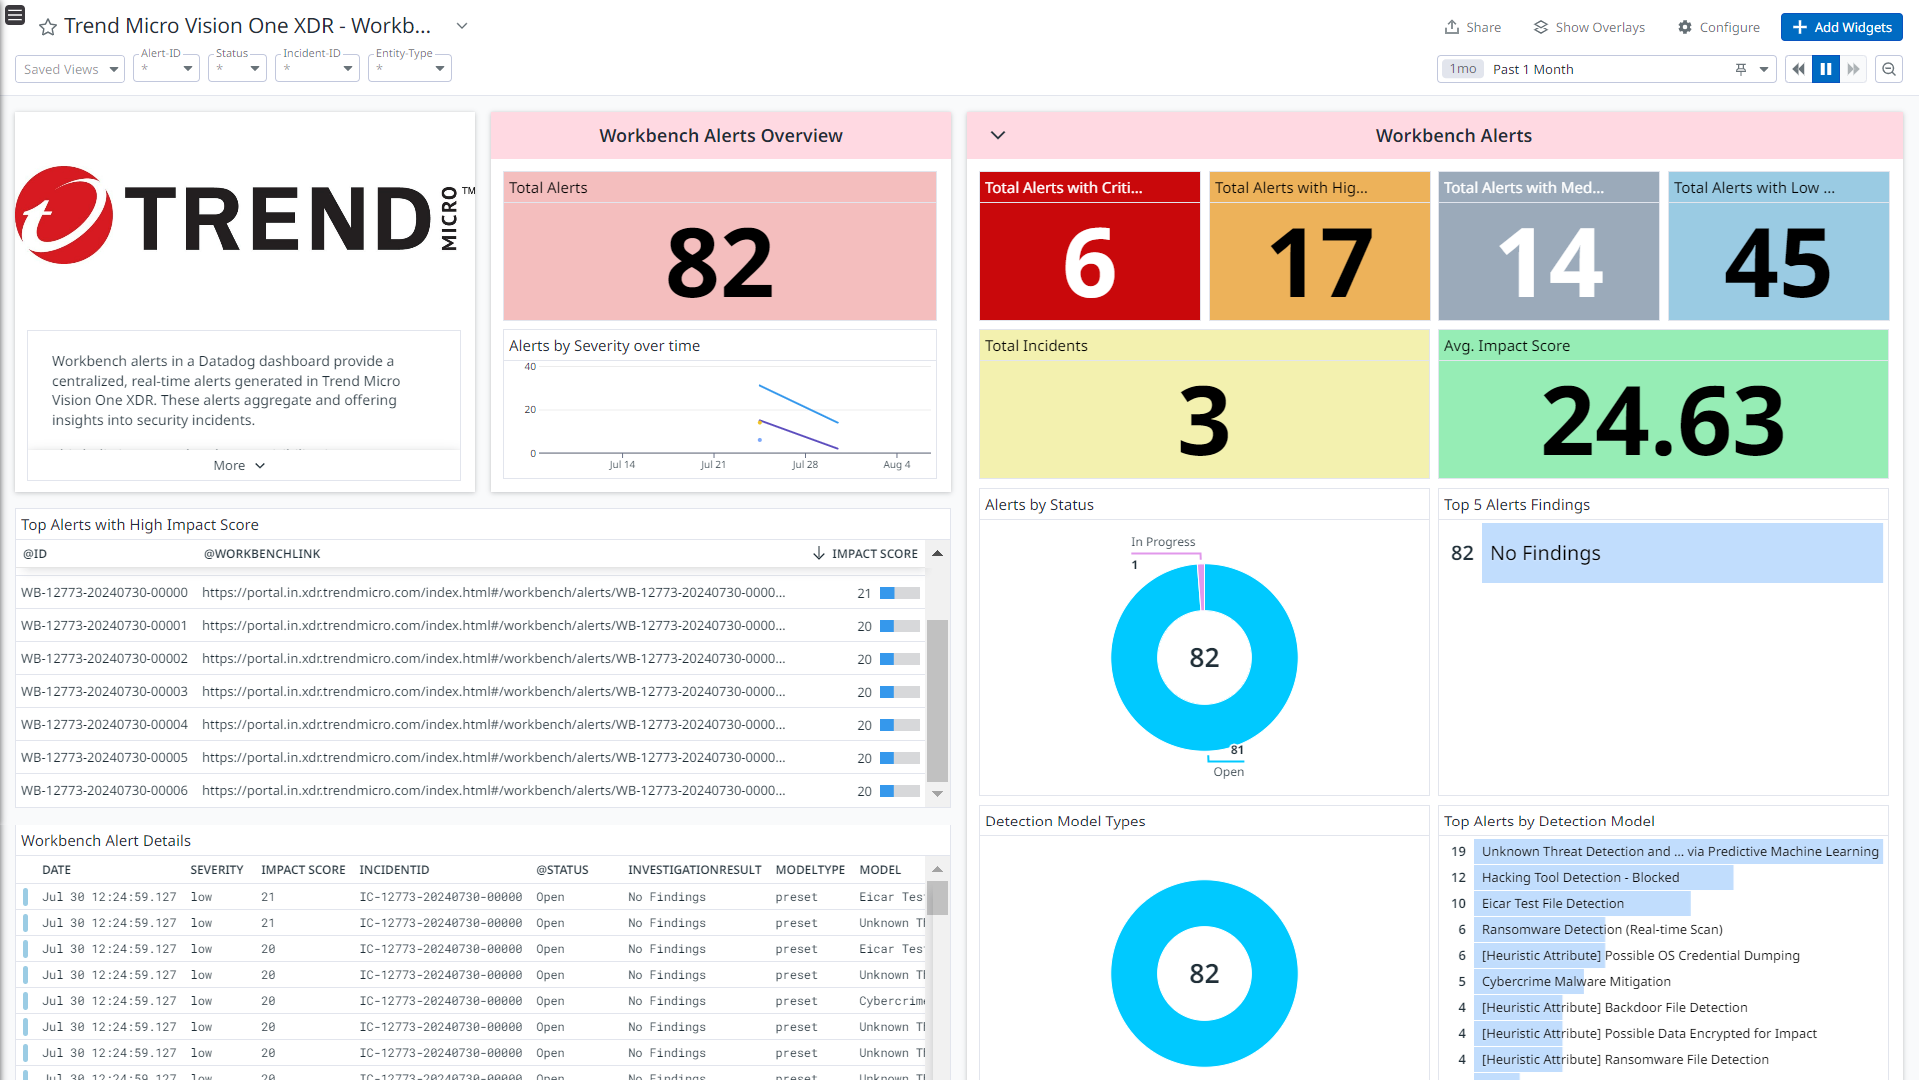 Trend Micro Vision One XDR - Workb...
Share
Show Overlays
Configure
Add Widgets
Saved Views
Alert-ID
*
Status
*
Incident-ID
*
Entity-Type
*
1mo
Past 1 Month
TREND
MICRO
™
Workbench alerts in a Datadog dashboard provide a
centralized, real-time alerts generated in Trend Micro
Vision One XDR. These alerts aggregate and offering
insights into security incidents.
More
Workbench Alerts Overview
Total Alerts
82
Alerts by Severity over time
40
20
0
Jul 14
Jul 21
Jul 28
Aug 4
Workbench Alerts
Total Alerts with Criti...
6
Total Alerts with Hig...
17
Total Alerts with Med...
14
Total Alerts with Low ...
45
Total Incidents
3
Avg. Impact Score
24.63
Top Alerts with High Impact Score
@ID @WORKBENCHLINK IMPACT SCORE
WB-12773-20240730-00000 https://portal.in.xdr.trendmicro.com/index.html#/workbench/alerts/WB-12773-20240730-0000... 21
WB-12773-20240730-00001 https://portal.in.xdr.trendmicro.com/index.html#/workbench/alerts/WB-12773-20240730-0000... 20
WB-12773-20240730-00002 https://portal.in.xdr.trendmicro.com/index.html#/workbench/alerts/WB-12773-20240730-0000... 20
WB-12773-20240730-00003 https://portal.in.xdr.trendmicro.com/index.html#/workbench/alerts/WB-12773-20240730-0000... 20
WB-12773-20240730-00004 https://portal.in.xdr.trendmicro.com/index.html#/workbench/alerts/WB-12773-20240730-0000... 20
WB-12773-20240730-00005 https://portal.in.xdr.trendmicro.com/index.html#/workbench/alerts/WB-12773-20240730-0000... 20
WB-12773-20240730-00006 https://portal.in.xdr.trendmicro.com/index.html#/workbench/alerts/WB-12773-20240730-0000... 20
Alerts by Status
In Progress
1
82
81
Open
Top 5 Alerts Findings
82 No Findings
Workbench Alert Details
DATE SEVERITY IMPACT SCORE INCIDENTID @STATUS INVESTIGATIONRESULT MODELTYPE MODEL
Jul 30 12:24:59.127 low 21 IC-12773-20240730-00000 Open No Findings preset Eicar Tes
Jul 30 12:24:59.127 low 21 IC-12773-20240730-00000 Open No Findings preset Unknown T
Jul 30 12:24:59.127 low 20 IC-12773-20240730-00000 Open No Findings preset Eicar Tes
Jul 30 12:24:59.127 low 20 IC-12773-20240730-00000 Open No Findings preset Unknown T
Jul 30 12:24:59.127 low 20 IC-12773-20240730-00000 Open No Findings preset Cybercrim
Jul 30 12:24:59.127 low 20 IC-12773-20240730-00000 Open No Findings preset Unknown T
Jul 30 12:24:59.127 low 20 IC-12773-20240730-00000 Open No Findings preset Unknown T
Detection Model Types
82
Top Alerts by Detection Model
19 Unknown Threat Detection and ... via Predictive Machine Learning
12 Hacking Tool Detection - Blocked
10 Eicar Test File Detection
6 Ransomware Detection (Real-time Scan)
6 [Heuristic Attribute] Possible OS Credential Dumping
5 Cybercrime Malware Mitigation
4 [Heuristic Attribute] Backdoor File Detection
4 [Heuristic Attribute] Possible Data Encrypted for Impact
4 [Heuristic Attribute] Ransomware File Detection